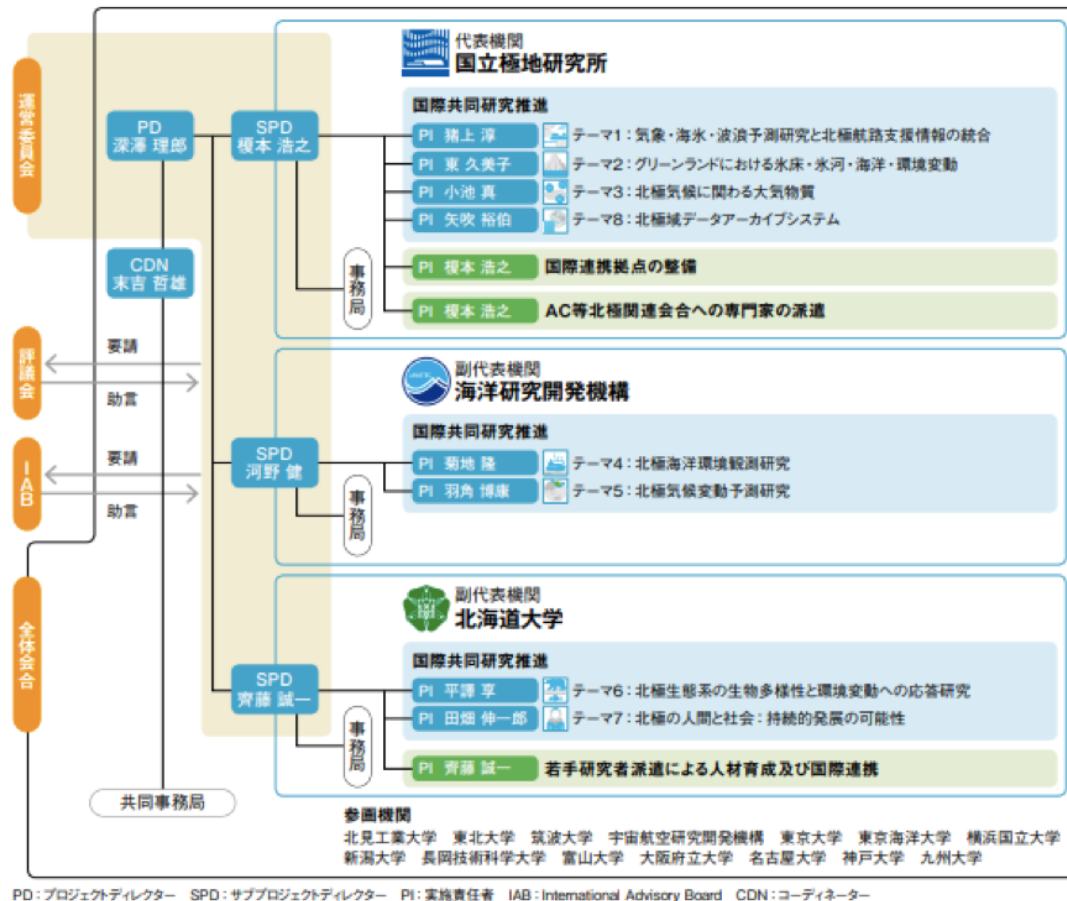 運営委員会
評議会
IAB
全体会合
PD
深澤 理郎
CDN
末吉 哲雄
要請
助言
要請
助言
共同事務局
SPD
榎本 浩之
事務局
代表機関
国立極地研究所
国際共同研究推進
PI 猪上 淳 テーマ1：気象・海氷・波浪予測研究と北極航路支援情報の統合
PI 東 久美子 テーマ2：グリーンランドにおける氷床・氷河・海洋・環境変動
PI 小池 真 テーマ3：北極気候に関わる大気物質
PI 矢吹 裕伯 テーマ8：北極域データアーカイブシステム
PI 榎本 浩之 国際連携拠点の整備
PI 榎本 浩之 AC等北極関連会合への専門家の派遣
SPD
河野 健
事務局
副代表機関
海洋研究開発機構
国際共同研究推進
PI 菊地 隆 テーマ4：北極海洋環境観測研究
PI 羽角 博康 テーマ5：北極気候変動予測研究
SPD
齊藤 誠一
事務局
副代表機関
北海道大学
国際共同研究推進
PI 平譯 享 テーマ6：北極生態系の生物多様性と環境変動への応答研究
PI 田畑 伸一郎 テーマ7：北極の人間と社会：持続的発展の可能性
PI 齊藤 誠一 若手研究者派遣による人材育成及び国際連携
参画機関
北見工業大学 東北大学 筑波大学 宇宙航空研究開発機構 東京大学 東京海洋大学 横浜国立大学
新潟大学 長岡技術科学大学 富山大学 大阪府立大学 名古屋大学 神戸大学 九州大学
PD：プロジェクトディレクター SPD：サブプロジェクトディレクター PI：実施責任者 IAB：International Advisory Board CDN：コーディネーター